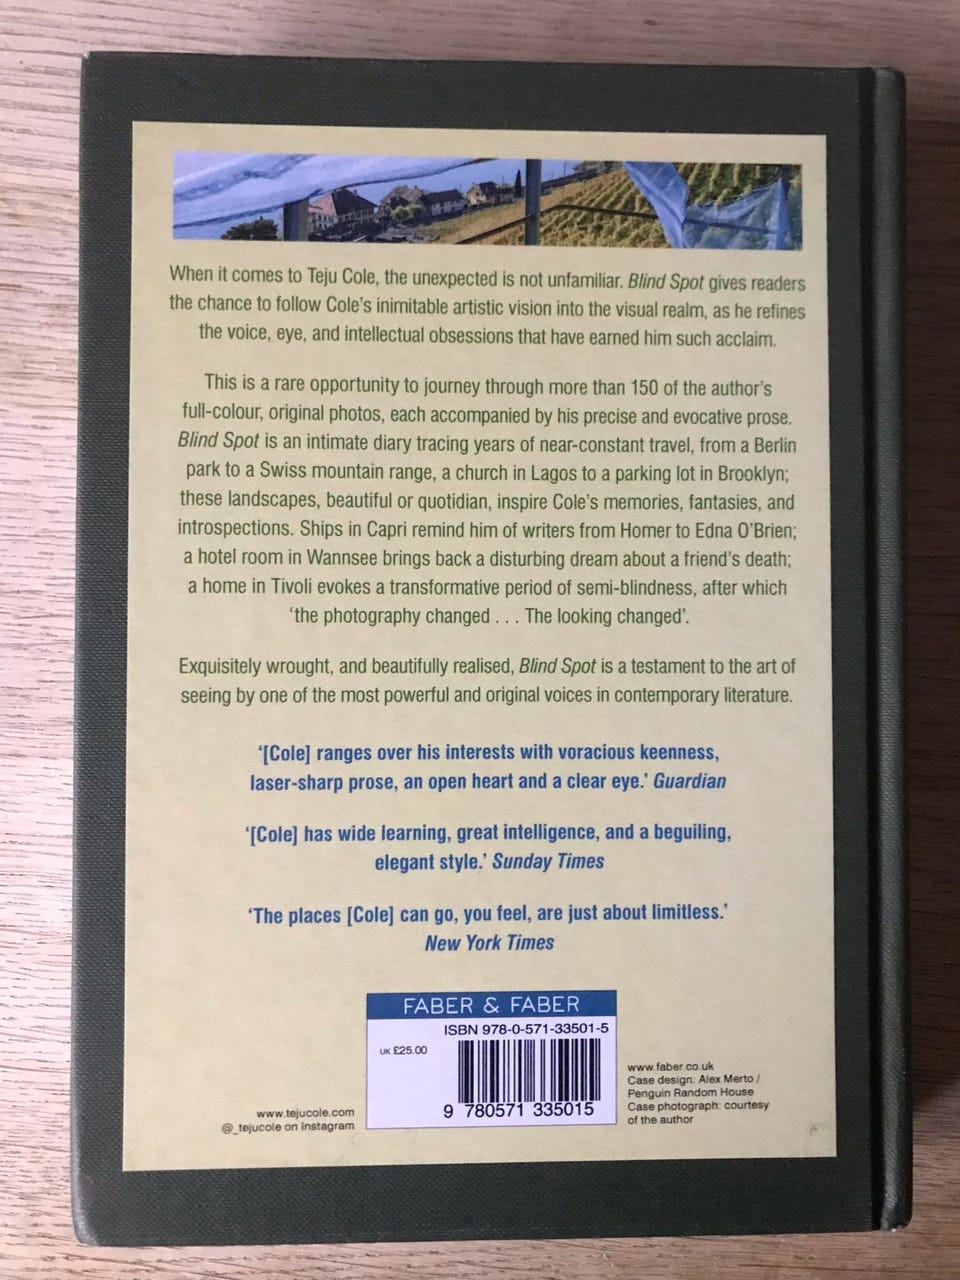 When it comes to Teju Cole, the unexpected is not unfamiliar. Blind Spot gives readers
the chance to follow Cole's inimitable artistic vision into the visual realm, as he refines
the voice, eye, and intellectual obsessions that have earned him such acclaim.
This is a rare opportunity to journey through more than 150 of the author's
full-colour, original photos, each accompanied by his precise and evocative prose.
Blind Spot is an intimate diary tracing years of near-constant travel, from a Berlin
park to a Swiss mountain range, a church in Lagos to a parking lot in Brooklyn;
these landscapes, beautiful or quotidian, inspire Cole's memories, fantasies, and
introspections. Ships in Capri remind him of writers from Homer to Edna O'Brien;
a hotel room in Wannsee brings back a disturbing dream about a friend's death;
a home in Tivoli evokes a transformative period of semi-blindness, after which
'the photography changed . . . The looking changed'.
Exquisitely wrought, and beautifully realised, Blind Spot is a testament to the art of
seeing by one of the most powerful and original voices in contemporary literature.
'[Cole] ranges over his interests with voracious keenness,
laser-sharp prose, an open heart and a clear eye.' Guardian
'[Cole] has wide learning, great intelligence, and a beguiling,
elegant style.' Sunday Times
'The places [Cole] can go, you feel, are just about limitless.'
New York Times
FABER & FABER
ISBN 978-0-571-33501-5
UK £25.00
9 780571 335015
www.tejucole.com
@_tejucole on Instagram
www.faber.co.uk
Case design: Alex Merto /
Penguin Random House
Case photograph: courtesy
of the author